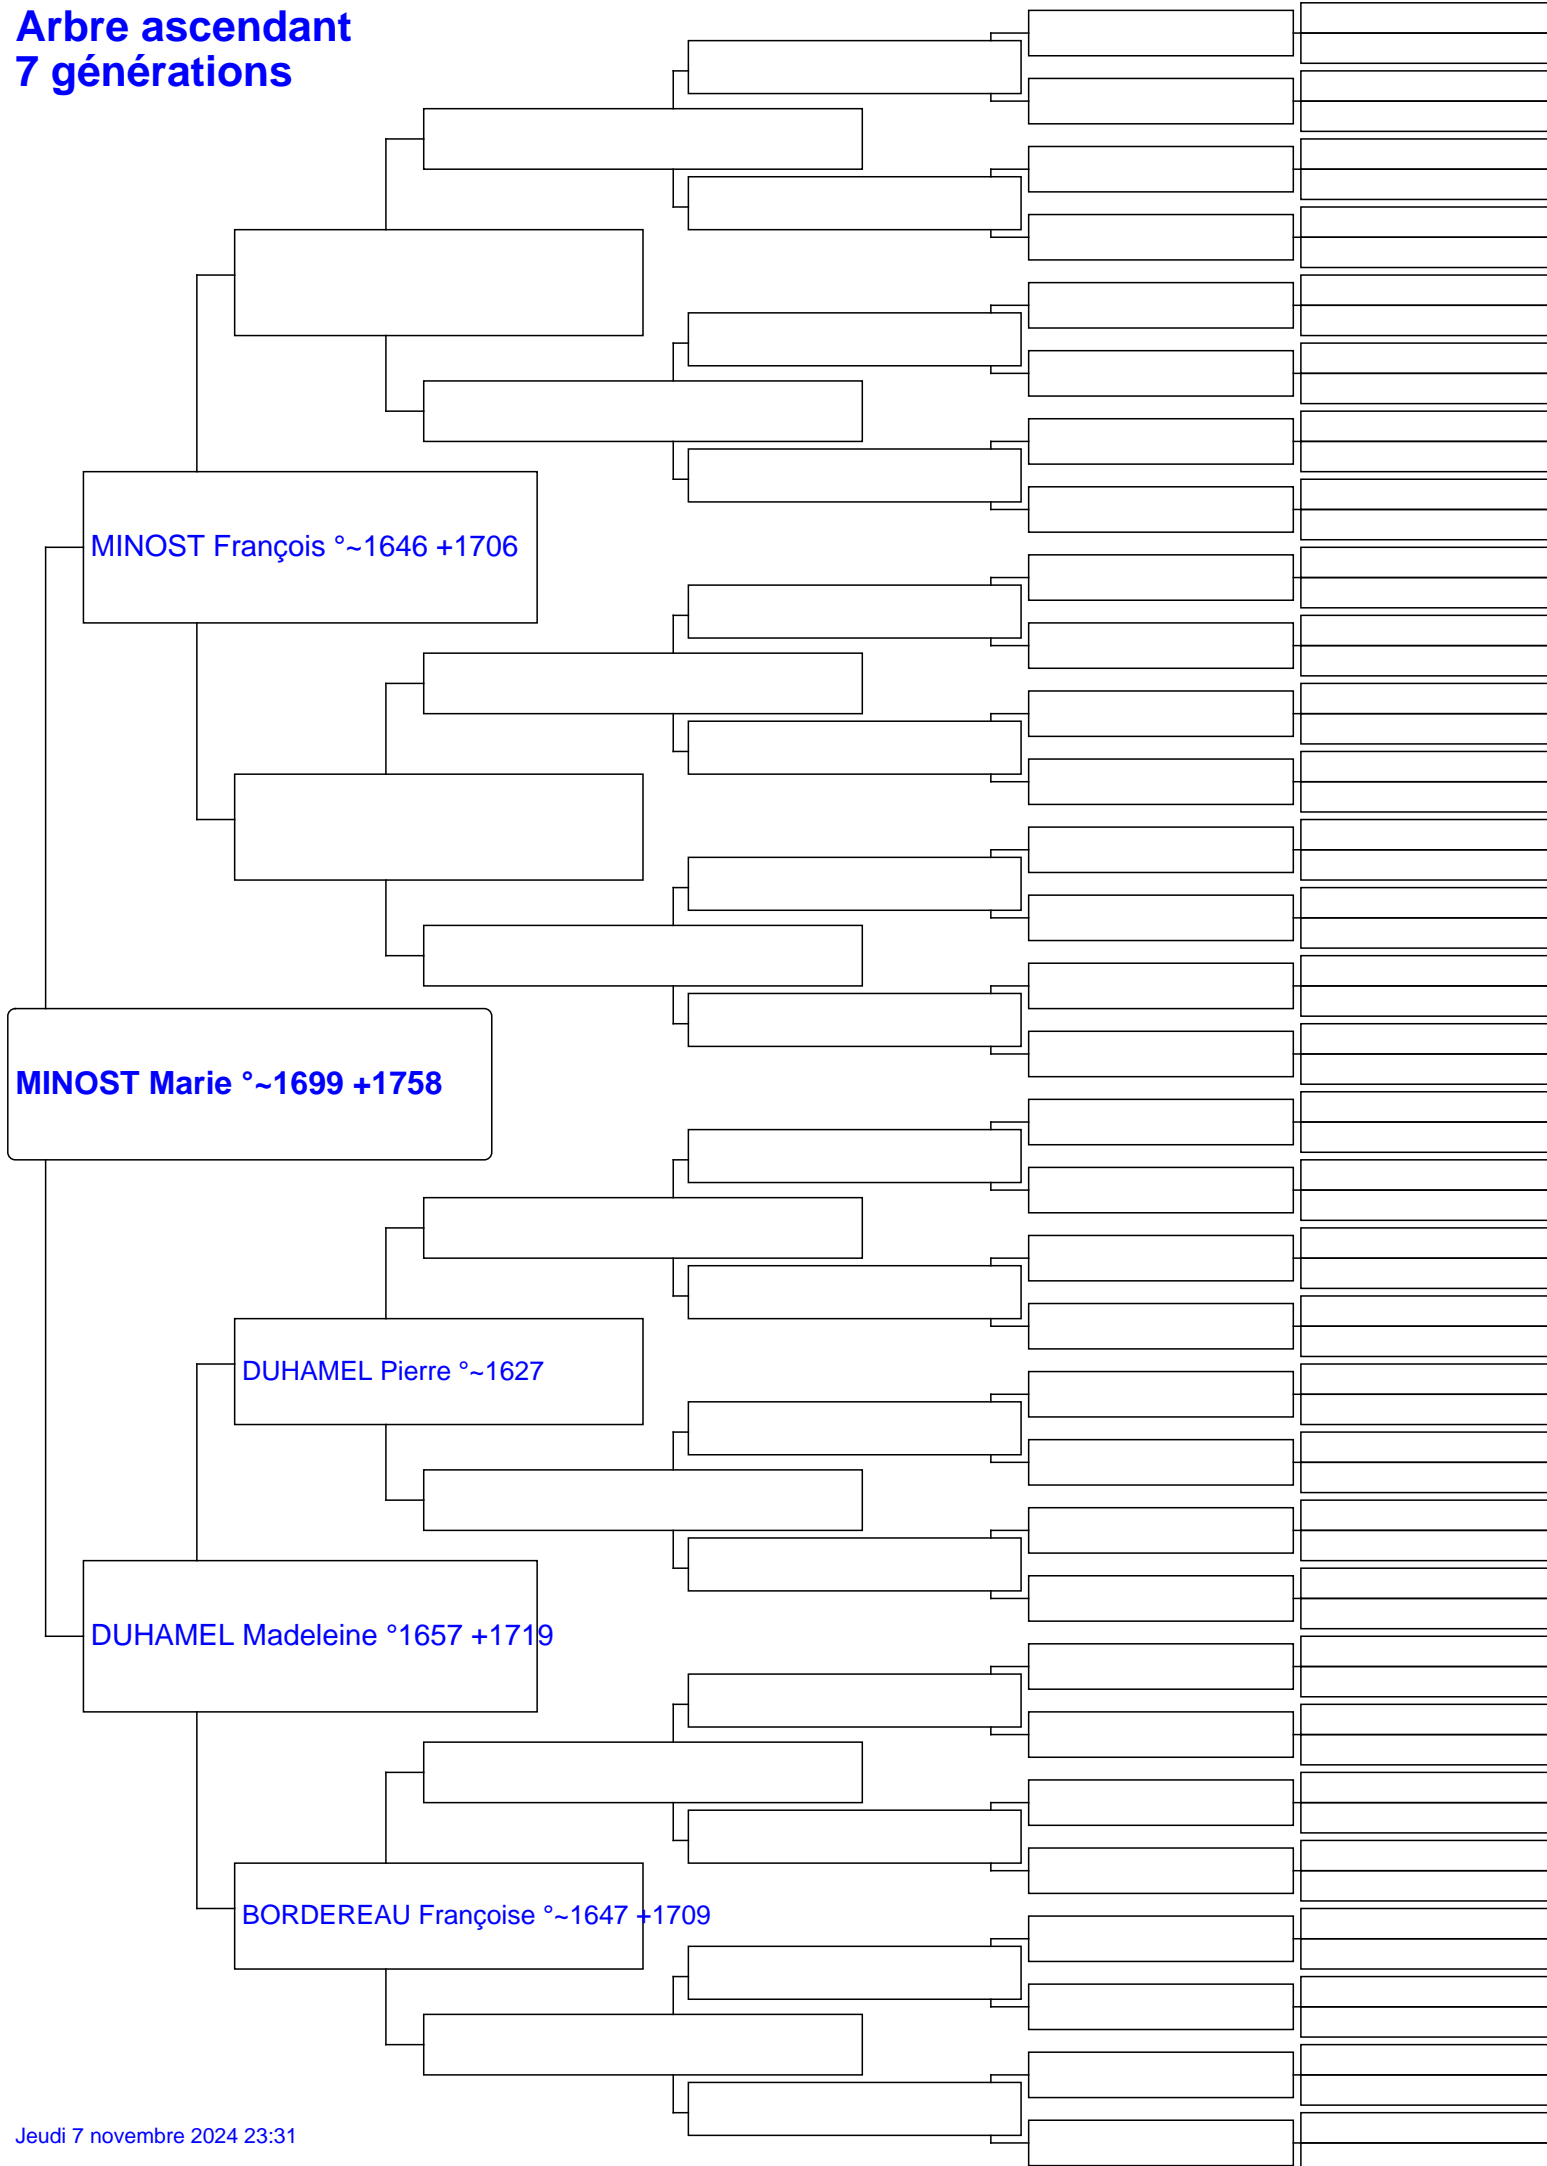 Arbre ascendant
7 générations
MINOST François °~1646 +1706
MINOST Marie °~1699 +1758
DUHAMEL Pierre °~1627
DUHAMEL Madeleine °1657 +1719
BORDEREAU Françoise °~1647 +1709
Jeudi 7 novembre 2024 23:31